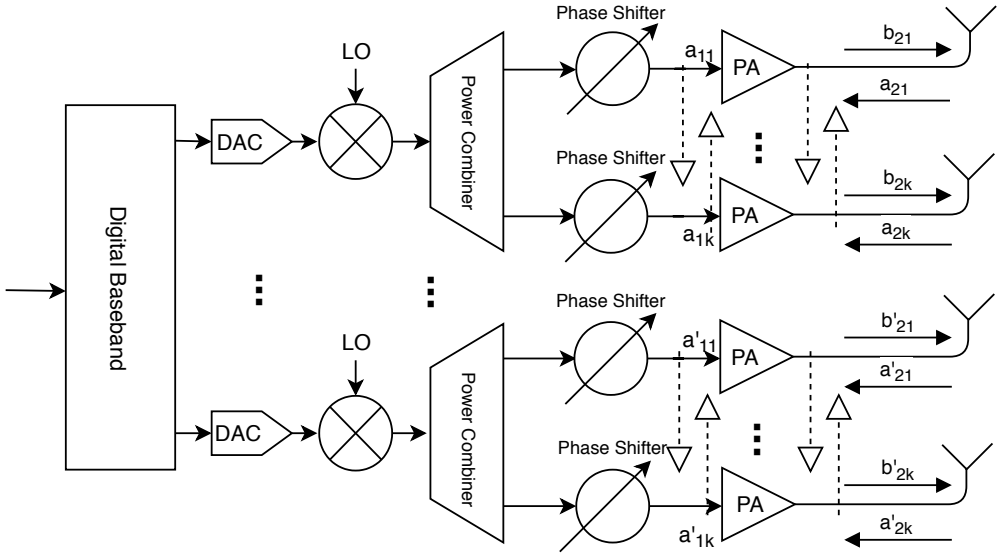 Phase Shifter
a11
PA
b21
a21
LO
Power Combiner
DAC
Phase Shifter
a1k
PA
b2k
a2k
Digital Baseband
Phase Shifter
a'11
PA
b'21
a'21
LO
Power Combiner
DAC
Phase Shifter
a'1k
PA
b'2k
a'2k